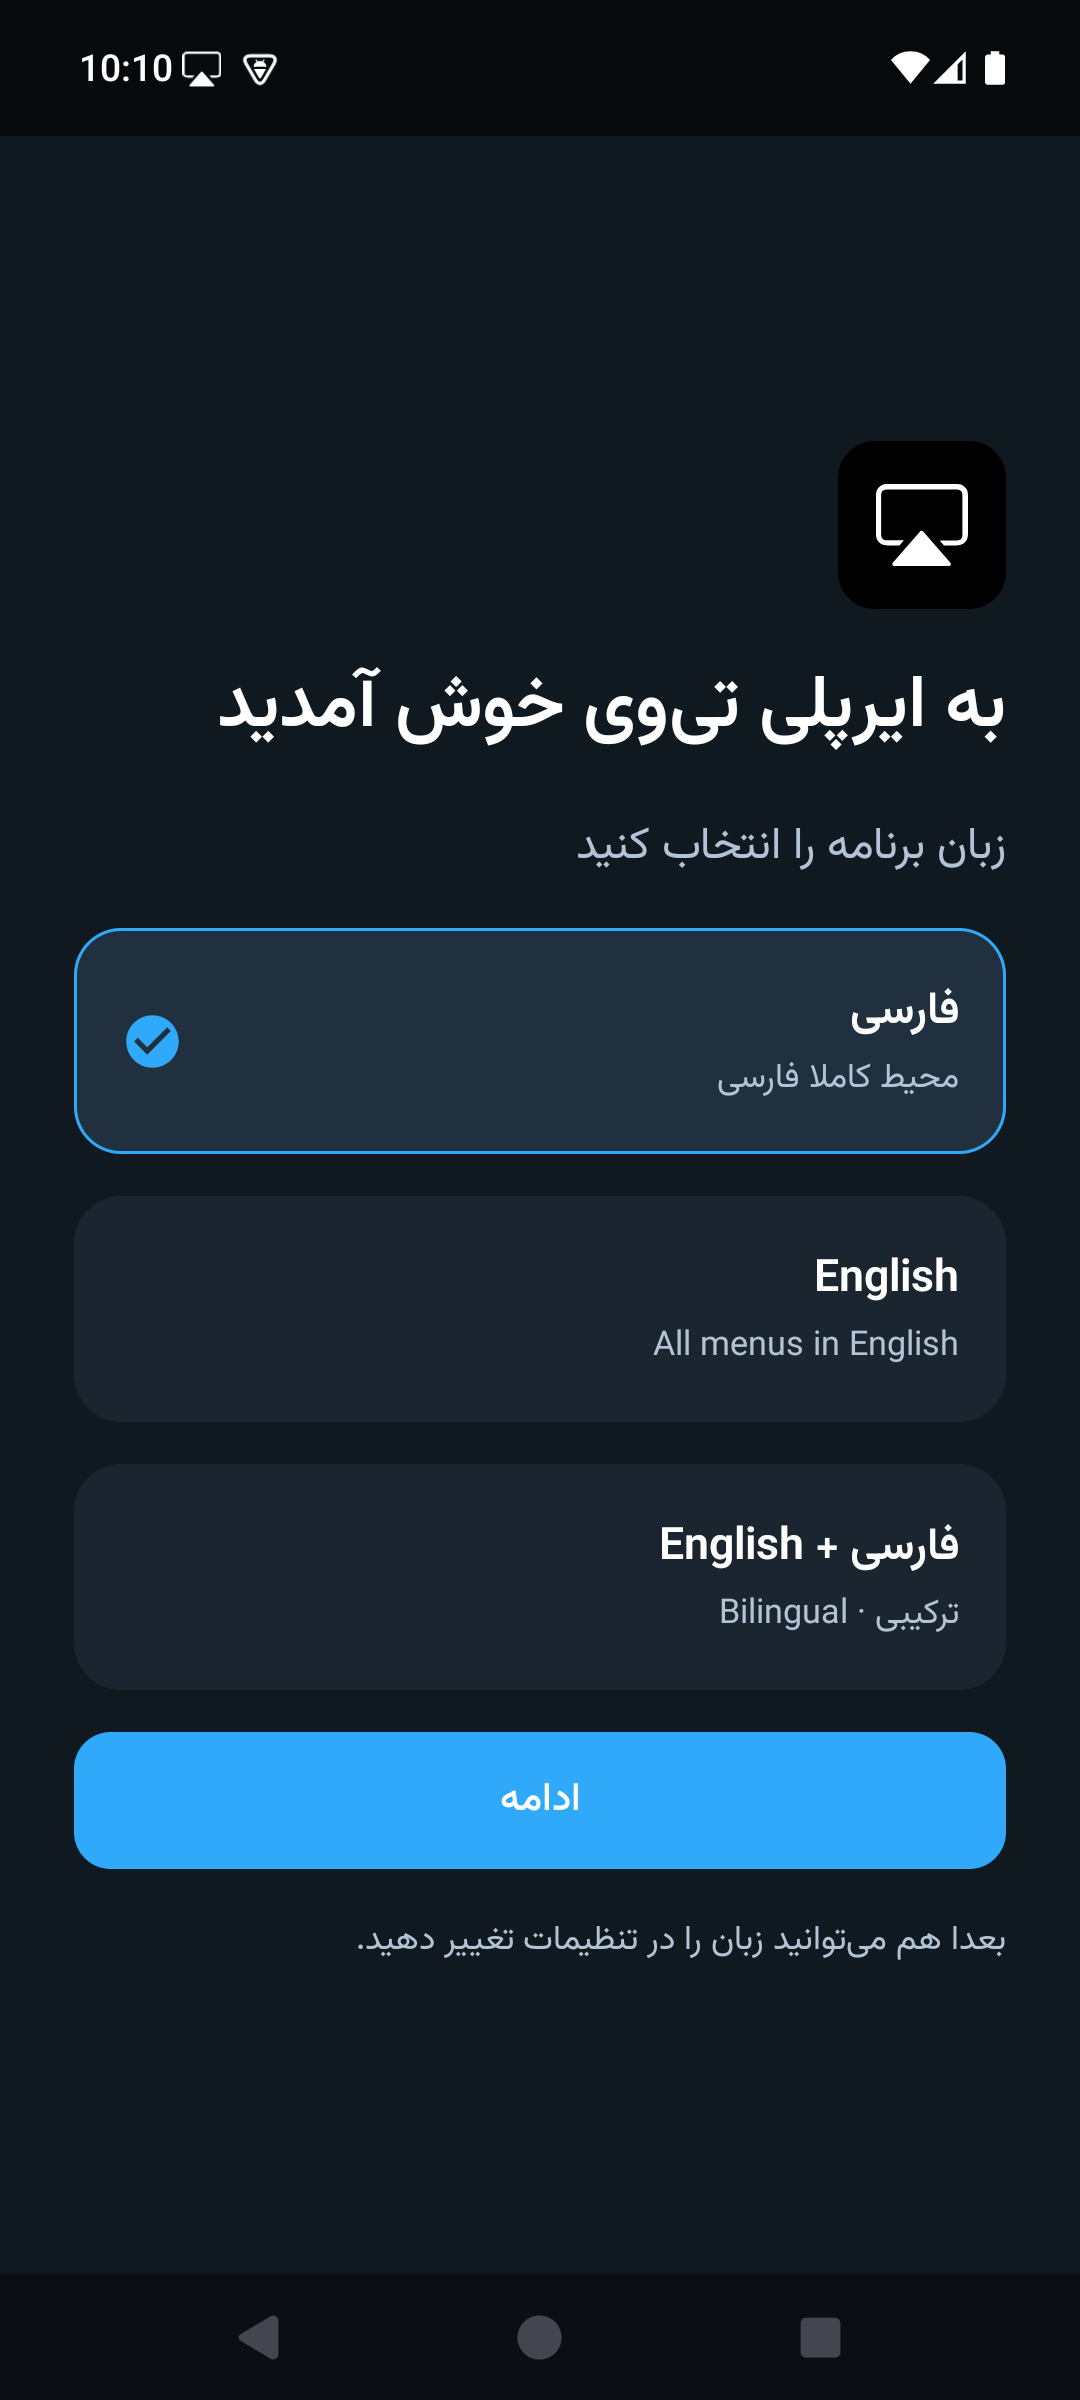 10:10
به ایرپلی تی‌وی خوش آمدید
زبان برنامه را انتخاب کنید
فارسی
محیط کاملا فارسی
English
All menus in English
فارسی + English
ترکیبی · Bilingual
ادامه
بعدا هم می‌توانید زبان را در تنظیمات تغییر دهید.